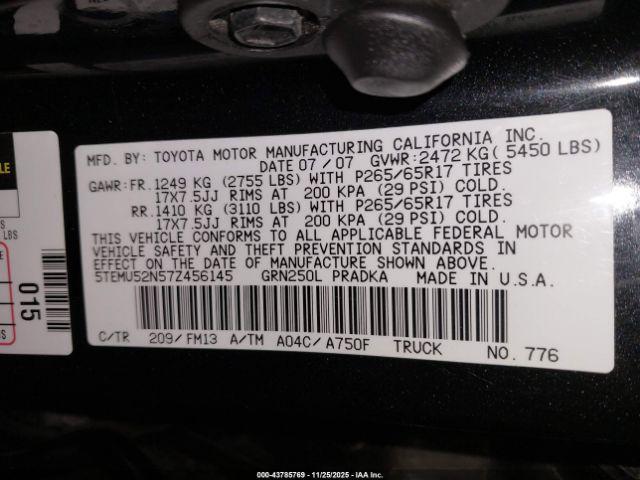 MFD. BY: TOYOTA MOTOR MANUFACTURING CALIFORNIA INC.
DATE 07/07 GVWR: 2472 KG( 5450 LBS)
GAWR: FR. 1249 KG (2755 LBS) WITH P265/65R17 TIRES
17X7.5JJ RIMS AT 200 KPA (29 PSI) COLD.
RR. 1410 KG (3110 LBS) WITH P265/65R17 TIRES
17X7.5JJ RIMS AT 200 KPA (29 PSI) COLD.
THIS VEHICLE CONFORMS TO ALL APPLICABLE FEDERAL MOTOR
VEHICLE SAFETY AND THEFT PREVENTION STANDARDS IN
EFFECT ON THE DATE OF MANUFACTURE SHOWN ABOVE.
5TEMU52N57Z456145 GRN250L PRADKA MADE IN U.S.A.
C/TR 209/FM13 A/TM A04C/A750F TRUCK NO. 776
015
LBS
000-43785769 - 11/25/2025 - IAAI, Inc.